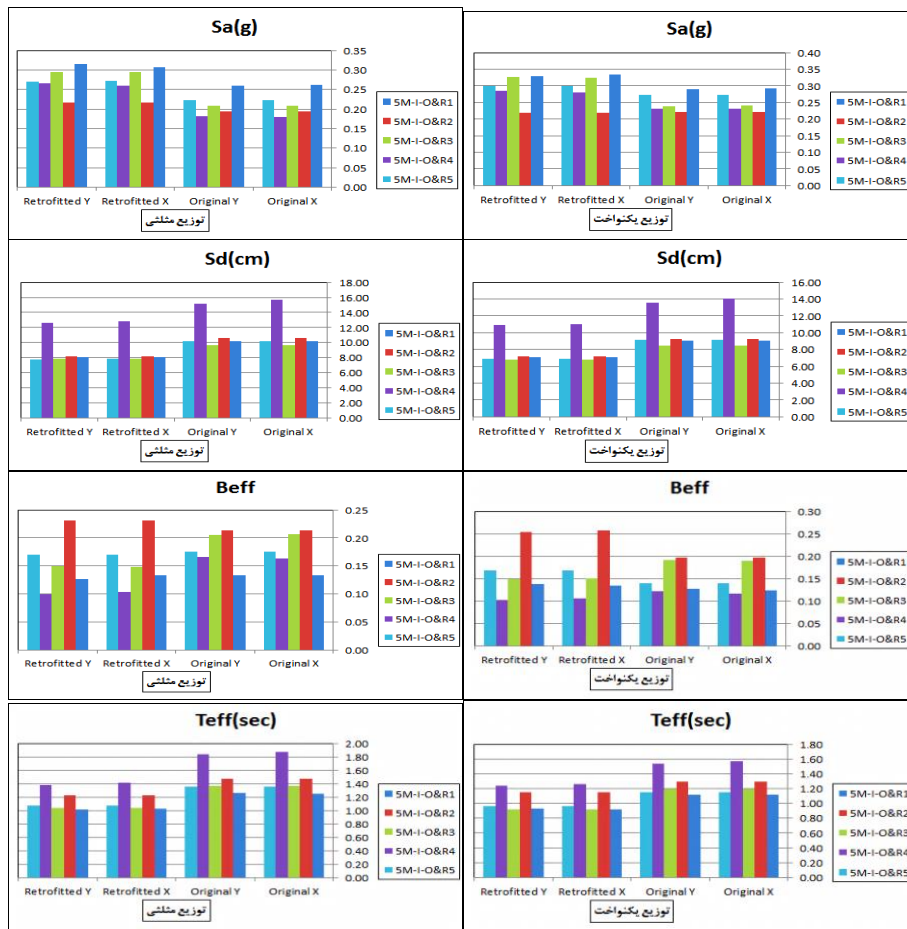 Sa(g)
0.35
0.30
0.25
0.20
0.15
0.10
0.05
0.00
5M-I-O&R1
5M-I-O&R2
5M-I-O&R3
5M-I-O&R4
5M-I-O&R5
Retrofitted Y
Retrofitted X
Original Y
Original X
توزیع مثلثی
Sa(g)
0.40
0.35
0.30
0.25
0.20
0.15
0.10
0.05
0.00
5M-I-O&R1
5M-I-O&R2
5M-I-O&R3
5M-I-O&R4
5M-I-O&R5
Retrofitted Y
Retrofitted X
Original Y
Original X
توزیع یکنواخت
Sd(cm)
18.00
16.00
14.00
12.00
10.00
8.00
6.00
4.00
2.00
0.00
5M-I-O&R1
5M-I-O&R2
5M-I-O&R3
5M-I-O&R4
5M-I-O&R5
Retrofitted Y
Retrofitted X
Original Y
Original X
توزیع مثلثی
Sd(cm)
16.00
14.00
12.00
10.00
8.00
6.00
4.00
2.00
0.00
5M-I-O&R1
5M-I-O&R2
5M-I-O&R3
5M-I-O&R4
5M-I-O&R5
Retrofitted Y
Retrofitted X
Original Y
Original X
توزیع یکنواخت
Beff
0.25
0.20
0.15
0.10
0.05
0.00
5M-I-O&R1
5M-I-O&R2
5M-I-O&R3
5M-I-O&R4
5M-I-O&R5
Retrofitted Y
Retrofitted X
Original Y
Original X
توزیع مثلثی
Beff
0.30
0.25
0.20
0.15
0.10
0.05
0.00
5M-I-O&R1
5M-I-O&R2
5M-I-O&R3
5M-I-O&R4
5M-I-O&R5
Retrofitted Y
Retrofitted X
Original Y
Original X
توزیع یکنواخت
Teff(sec)
2.00
1.80
1.60
1.40
1.20
1.00
0.80
0.60
0.40
0.20
0.00
5M-I-O&R1
5M-I-O&R2
5M-I-O&R3
5M-I-O&R4
5M-I-O&R5
Retrofitted Y
Retrofitted X
Original Y
Original X
توزیع مثلثی
Teff(sec)
1.80
1.60
1.40
1.20
1.00
0.80
0.60
0.40
0.20
0.00
5M-I-O&R1
5M-I-O&R2
5M-I-O&R3
5M-I-O&R4
5M-I-O&R5
Retrofitted Y
Retrofitted X
Original Y
Original X
توزیع یکنواخت